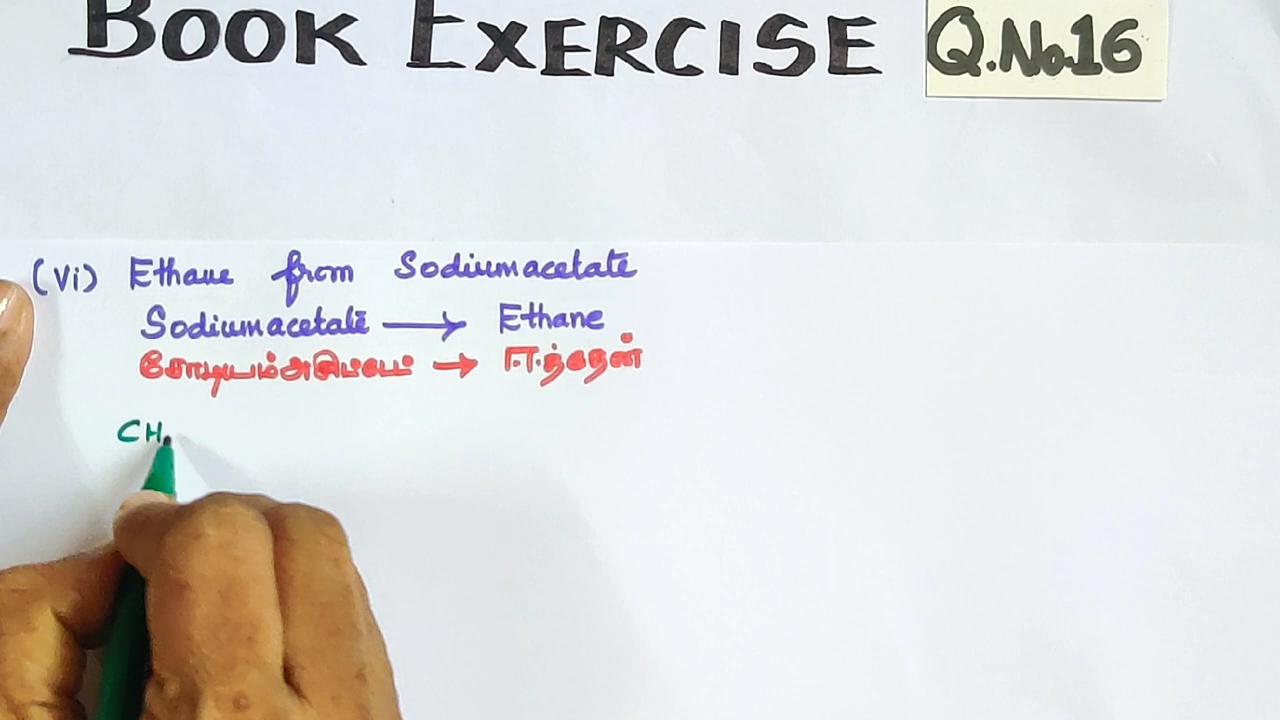 BOOK EXERCISE Q.No.16
(vi) Ethane from Sodiumacetate
Sodiumacetate → Ethane
சோடியம்அசிட்டேட் → ஈத்தேன்
CH